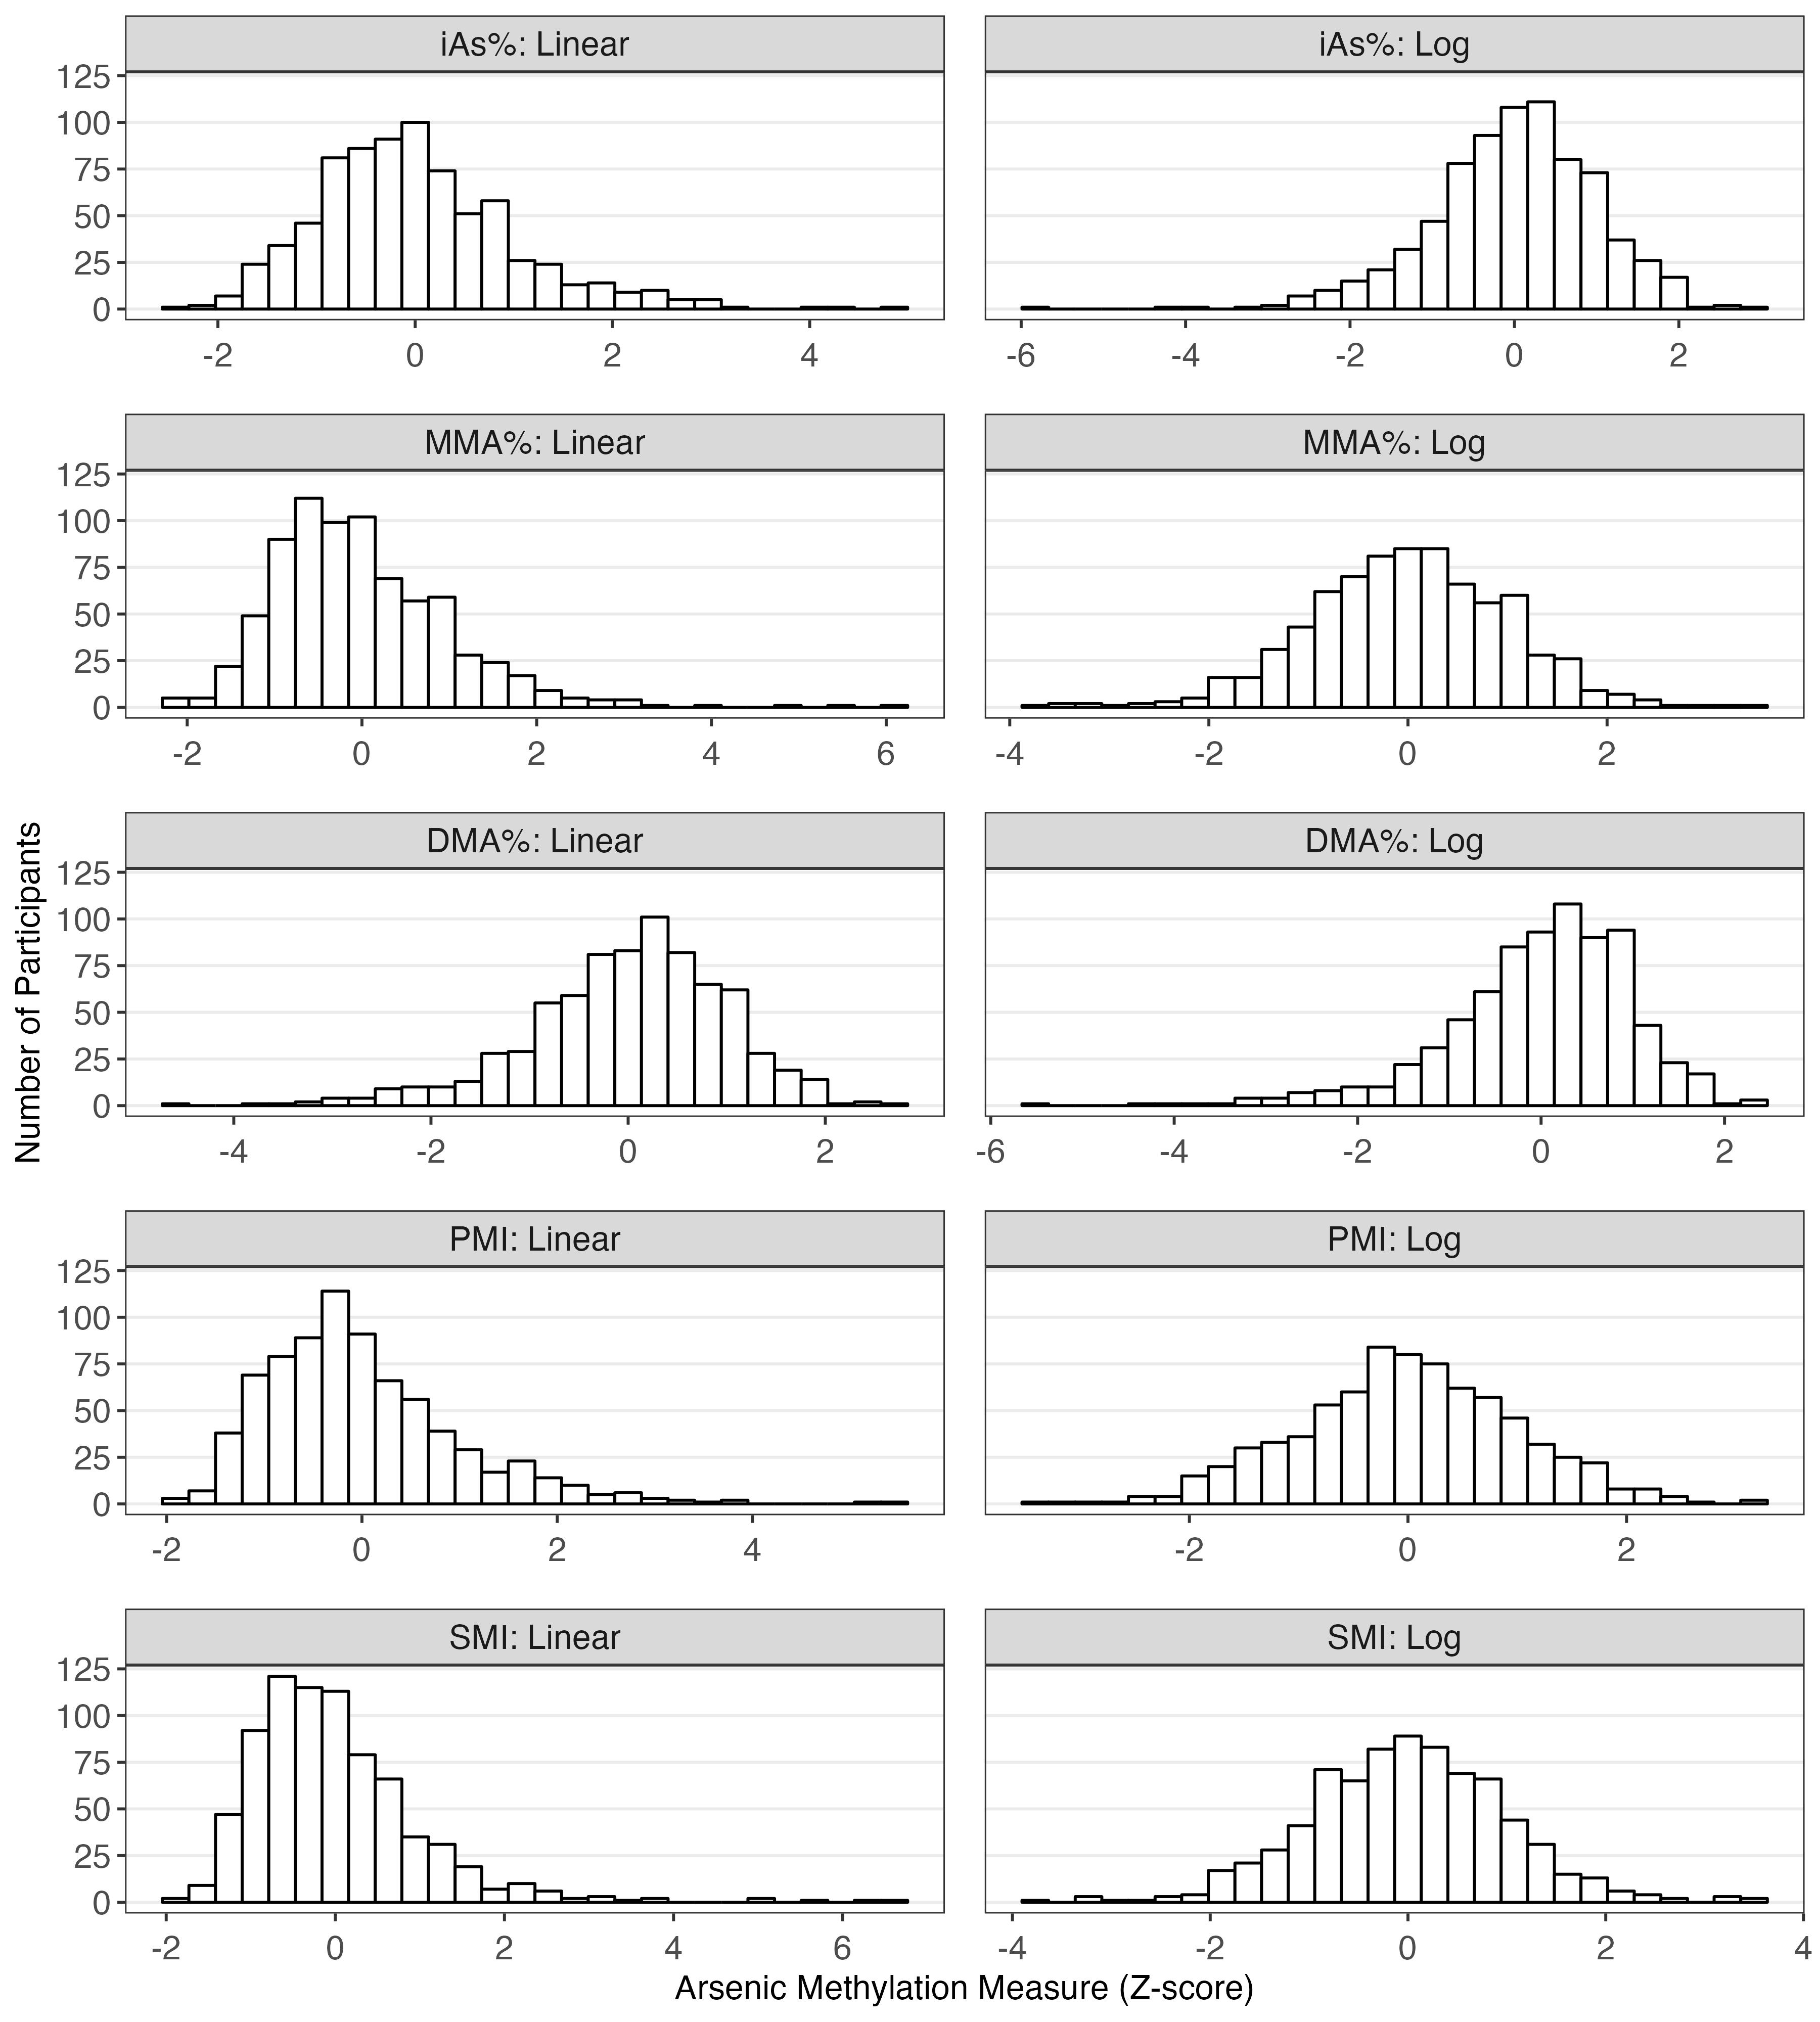 iAs%: Linear
iAs%: Log
125
100
75
50
25
0
-2 0 2 4
-6 -4 -2 0 2
MMA%: Linear
MMA%: Log
125
100
75
50
25
0
-2 0 2 4 6
-4 -2 0 2
Number of Participants
DMA%: Linear
DMA%: Log
125
100
75
50
25
0
-4 -2 0 2
-6 -4 -2 0 2
PMI: Linear
PMI: Log
125
100
75
50
25
0
-2 0 2 4
-2 0 2
SMI: Linear
SMI: Log
125
100
75
50
25
0
-2 0 2 4 6
-4 -2 0 2 4
Arsenic Methylation Measure (Z-score)